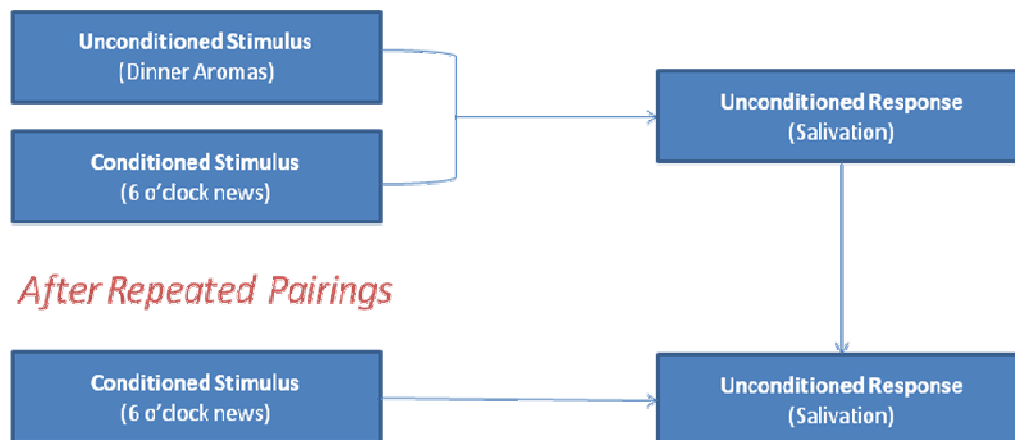 Unconditioned Stimulus
(Dinner Aromas)
Unconditioned Response
(Salivation)
Conditioned Stimulus
(6 o'clock news)
After Repeated Pairings
Conditioned Stimulus
(6 o'clock news)
Unconditioned Response
(Salivation)